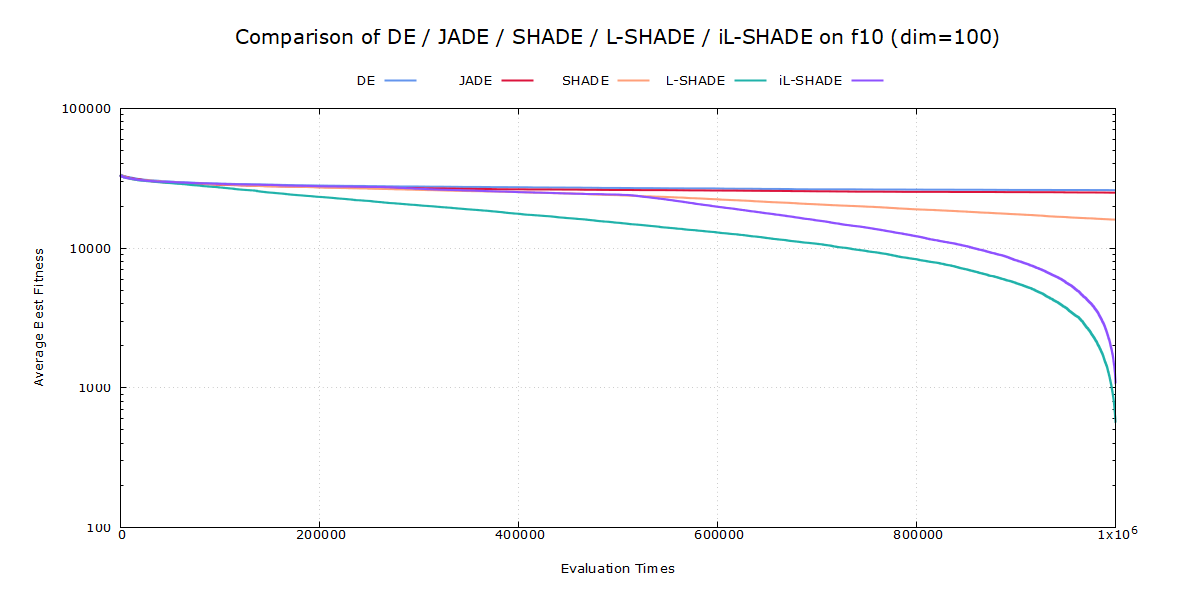 Comparison of DE / JADE / SHADE / L-SHADE / iL-SHADE on f10 (dim=100)
DE JADE SHADE L-SHADE iL-SHADE
100000
10000
1000
100
Average Best Fitness
0 200000 400000 600000 800000 1x10^6
Evaluation Times